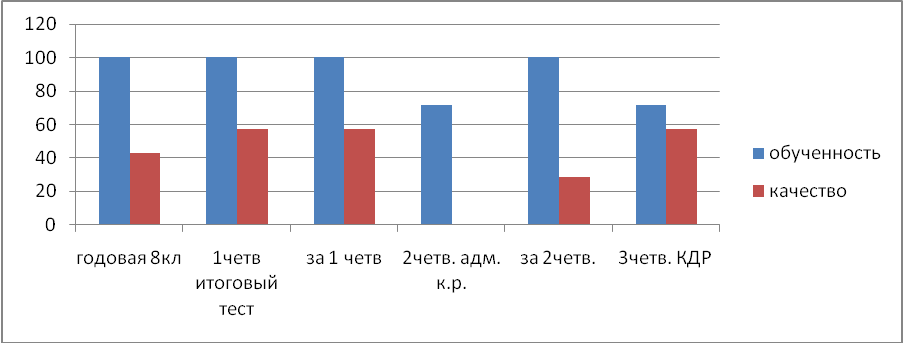 120
100
80
60
40
20
0
годовая 8кл
1четв
итоговый
тест
за 1 четв
2четв. адм.
к.р.
за 2четв.
3четв. КДР
обученность
качество